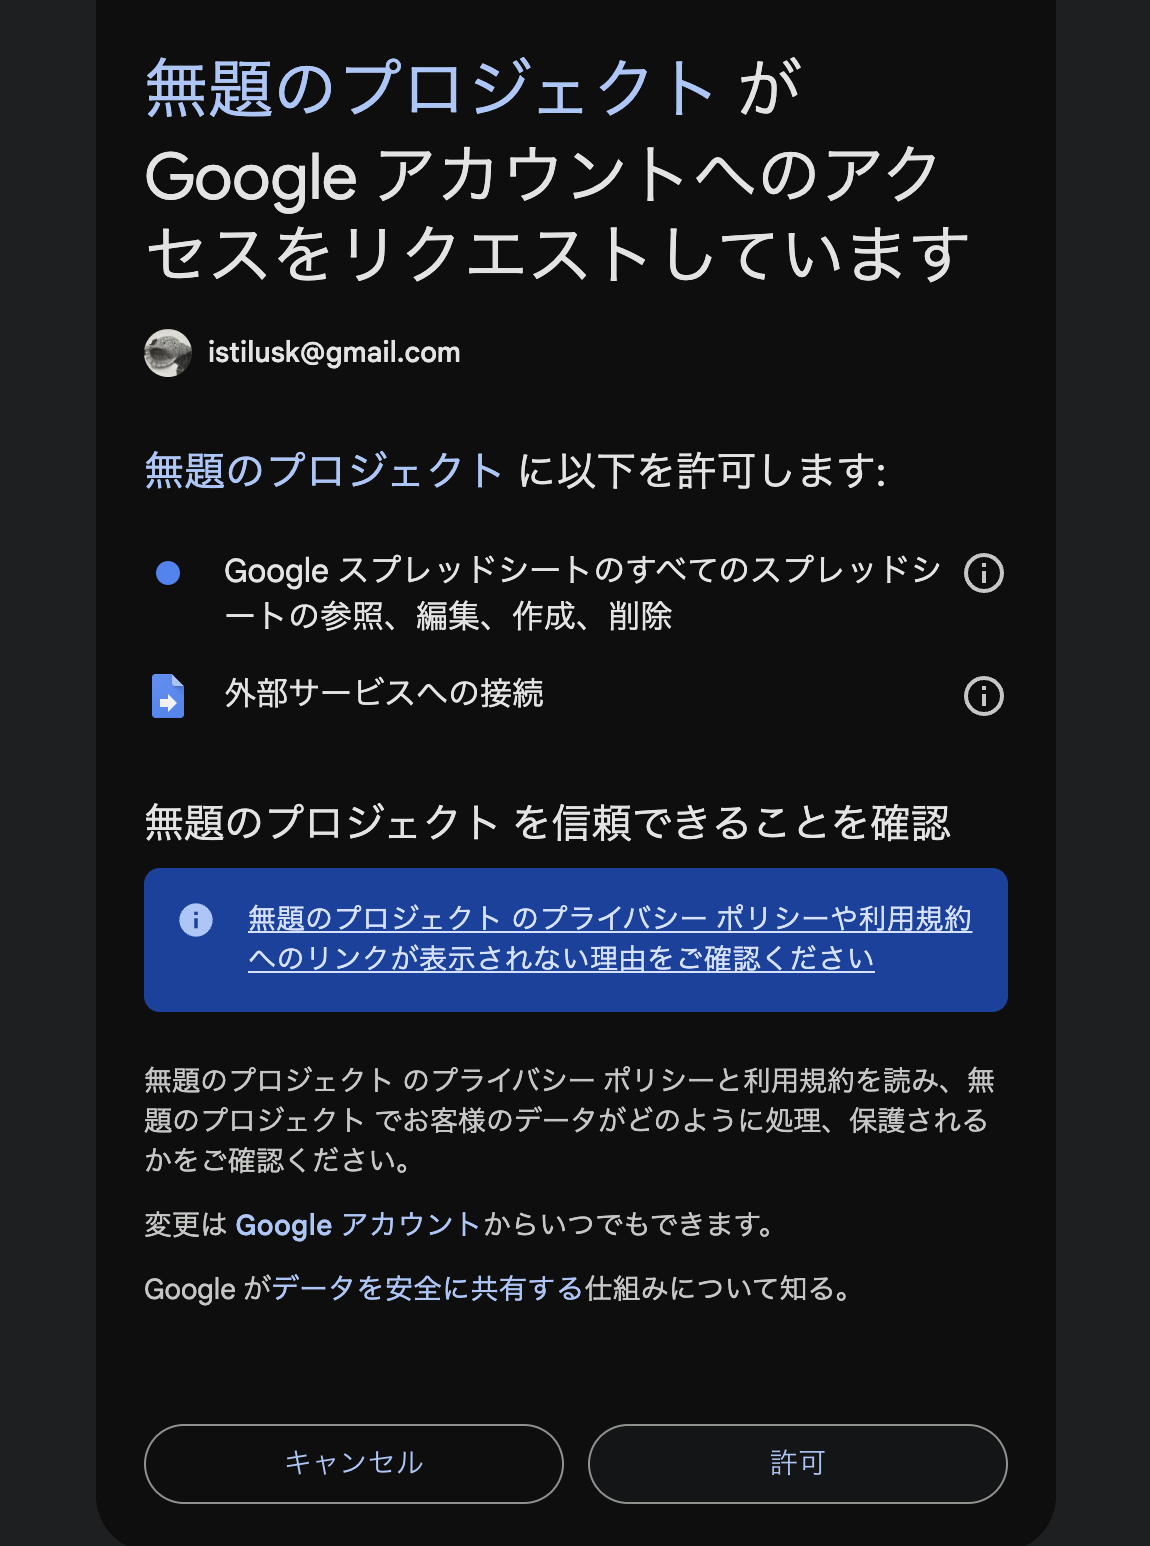 無題のプロジェクト が
Google アカウントへのアク
セスをリクエストしています
istilusk@gmail.com
無題のプロジェクト に以下を許可します:
Google スプレッドシートのすべてのスプレッドシ
ートの参照、編集、作成、削除
外部サービスへの接続
無題のプロジェクト を信頼できることを確認
無題のプロジェクト のプライバシー ポリシーや利用規約
へのリンクが表示されない理由をご確認ください
無題のプロジェクト のプライバシー ポリシーと利用規約を読み、無
題のプロジェクト でお客様のデータがどのように処理、保護される
かをご確認ください。
変更は Google アカウントからいつでもできます。
Google がデータを安全に共有する仕組みについて知る。
キャンセル
許可